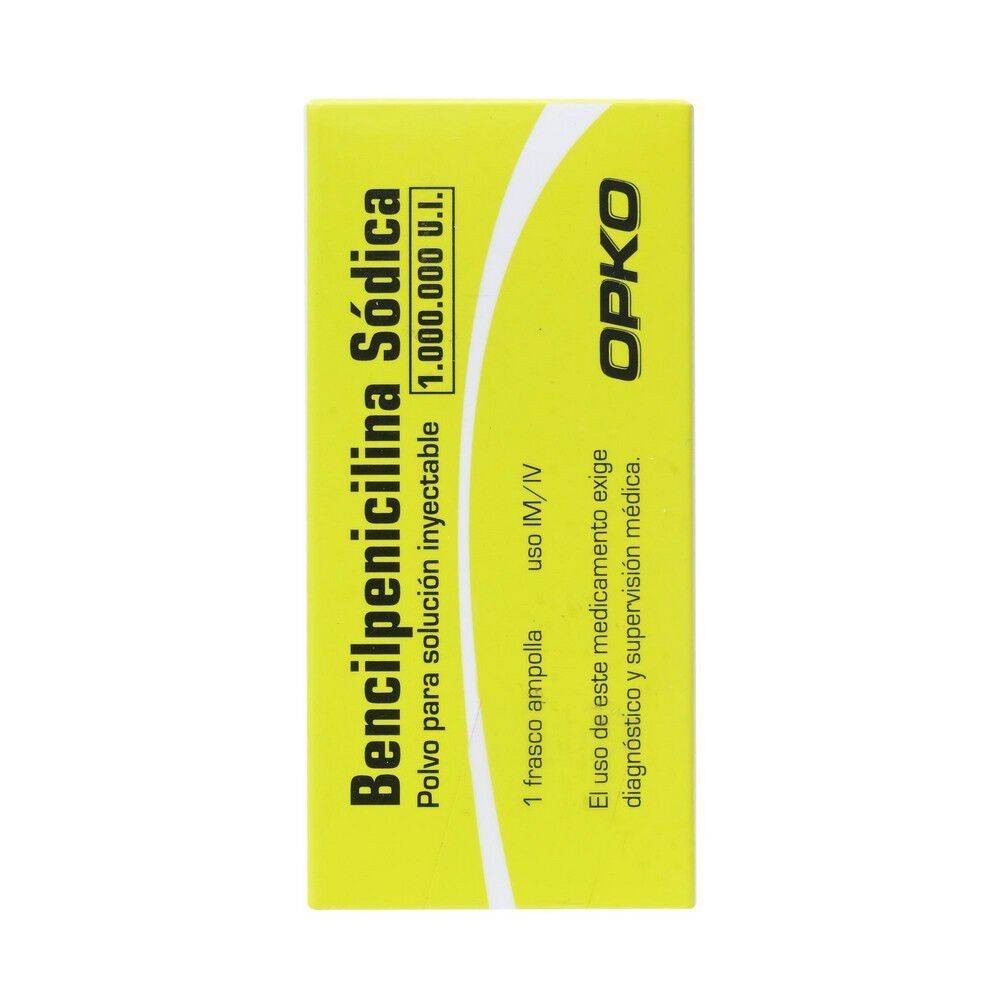 Bencilpenicilina Sódica
Polvo para solución inyectable 1.000.000 U.I.
1 frasco ampolla uso IM/IV
El uso de este medicamento exige
diagnóstico y supervisión médica.
OPKO